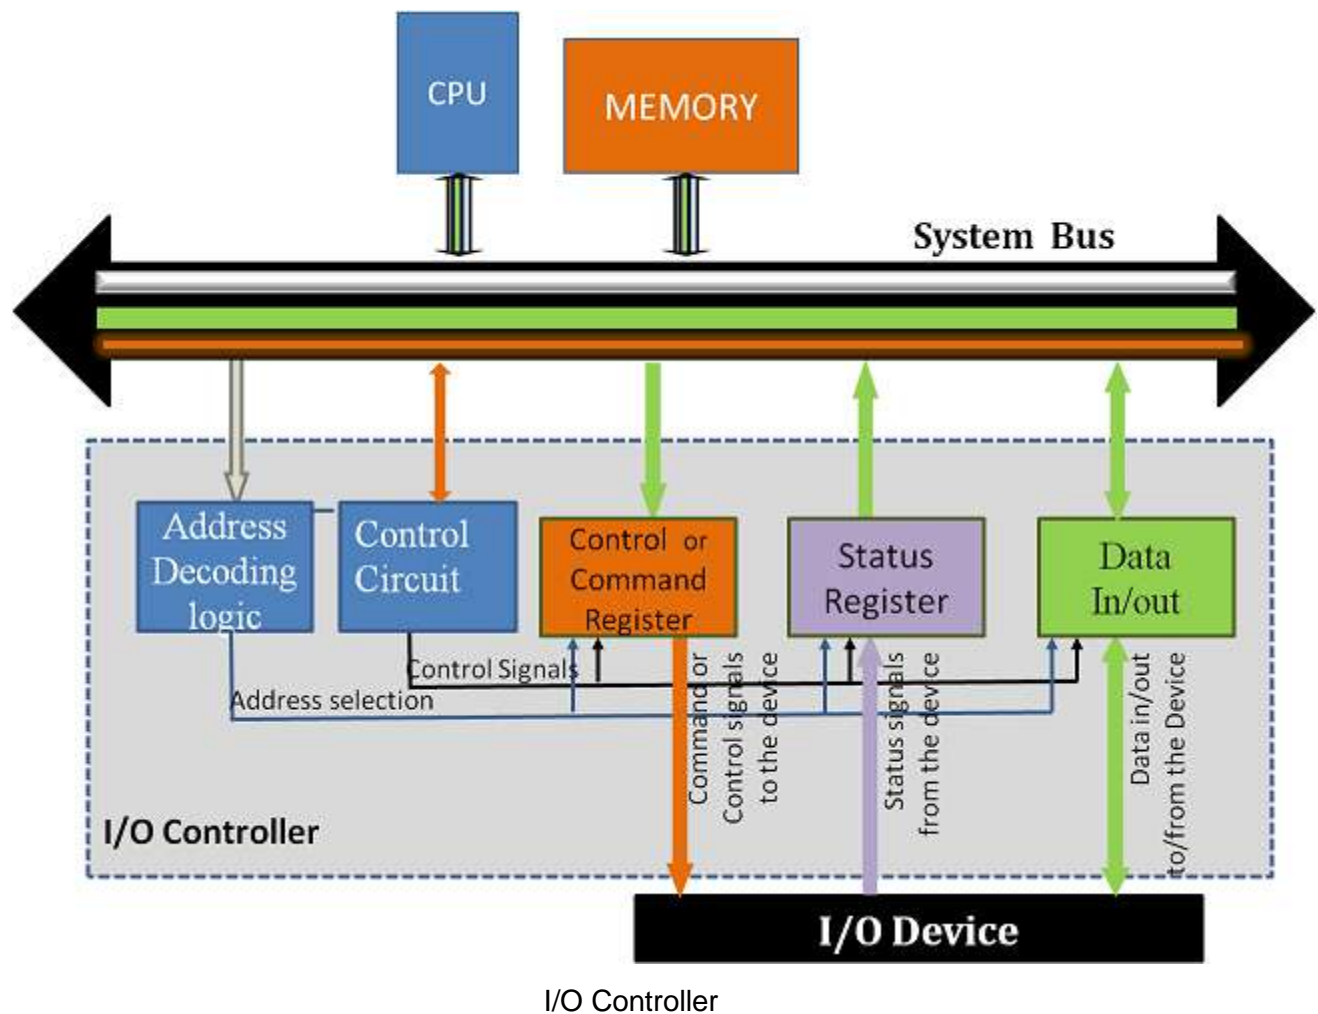 CPU
MEMORY
System Bus
Address
Decoding
logic
Control
Circuit
Control or
Command
Register
Status
Register
Data
In/out
Control Signals
Address selection
Command or
Control signals
to the device
Status signals
from the device
Data in/out
to/from the Device
I/O Controller
I/O Device
I/O Controller